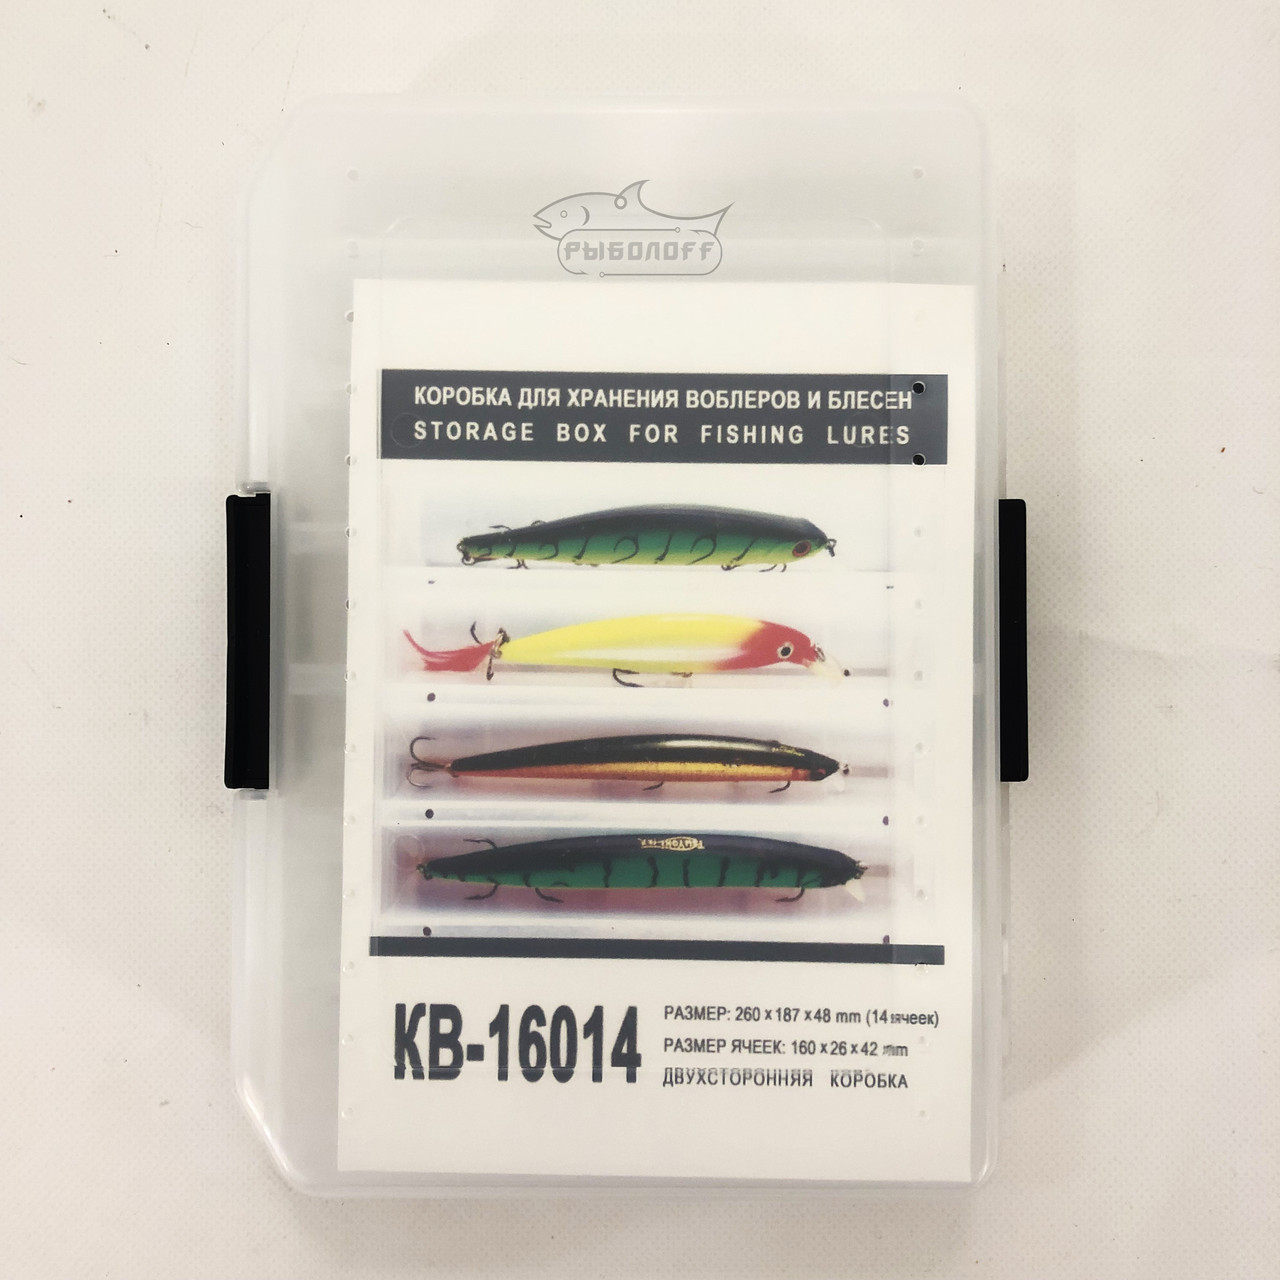 РЫБОЛОFF
КОРОБКА ДЛЯ ХРАНЕНИЯ ВОБЛЕРОВ И БЛЕСЕН
STORAGE BOX FOR FISHING LURES
КВ-16014
РАЗМЕР: 260 x 187 x 48 mm (14 ячеек)
РАЗМЕР ЯЧЕЕК: 160 x 26 x 42 mm
ДВУХСТОРОННЯЯ КОРОБКА